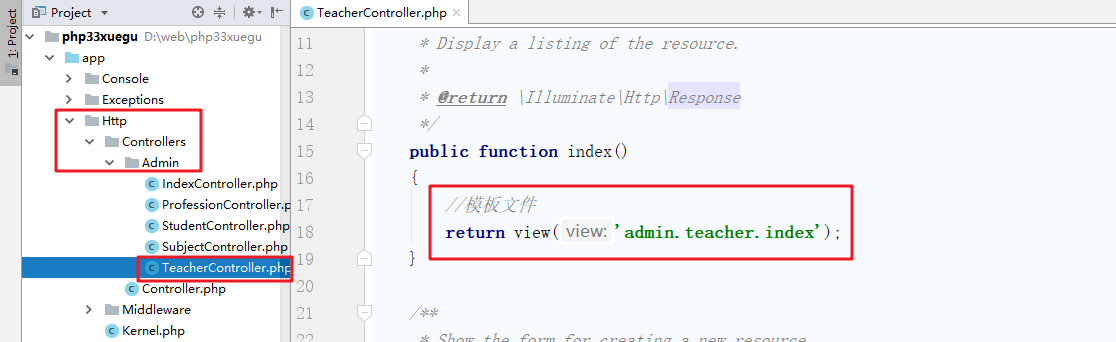 1: Project
Project
TeacherController.php
php33xuegu D:\web\php33xuegu
app
Console
Exceptions
Http
Controllers
Admin
IndexController.php
ProfessionController.p
StudentController.php
SubjectController.php
TeacherController.php
Controller.php
Middleware
Kernel.php
11 * Display a listing of the resource.
12 *
13 * @return \Illuminate\Http\Response
14 */
15 public function index()
16 {
17 //模板文件
18 return view( view: 'admin.teacher.index');
19 }
20
21 /**
22 * Show the form for creating a new resource